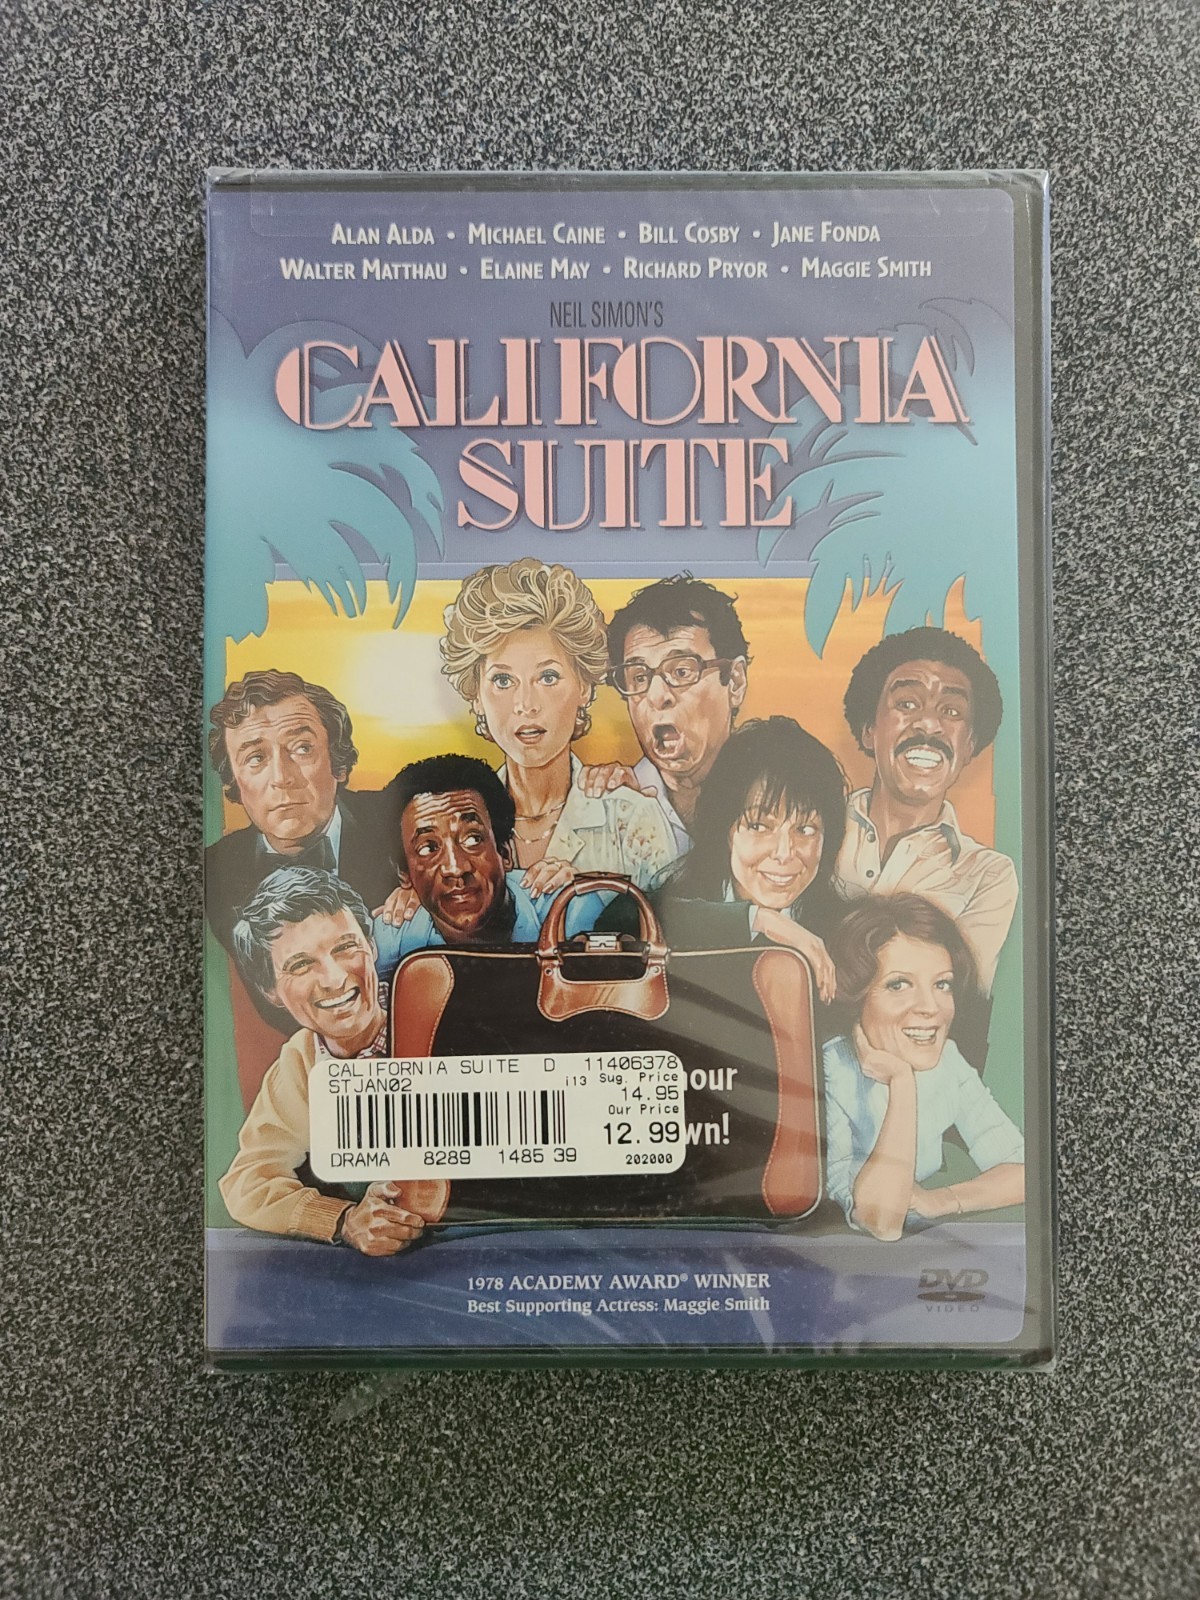 ALAN ALDA • MICHAEL CAINE • BILL COSBY • JANE FONDA
WALTER MATTHAU • ELAINE MAY • RICHARD PRYOR • MAGGIE SMITH
NEIL SIMON'S
CALIFORNIA
SUITE
CALIFORNIA SUITE D 11406378
STJAN02 i13 Sug. Price
14.95
Our Price
12.99
DRAMA 8289 1485 39 202000
1978 ACADEMY AWARD® WINNER
Best Supporting Actress: Maggie Smith
DVD
VIDEO